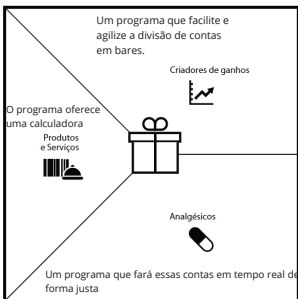 Um programa que facilite e
agilize a divisão de contas
em bares.
Criadores de ganhos
O programa oferece
uma calculadora
Produtos
e Serviços
Analgésicos
Um programa que fará essas contas em tempo real de
forma justa